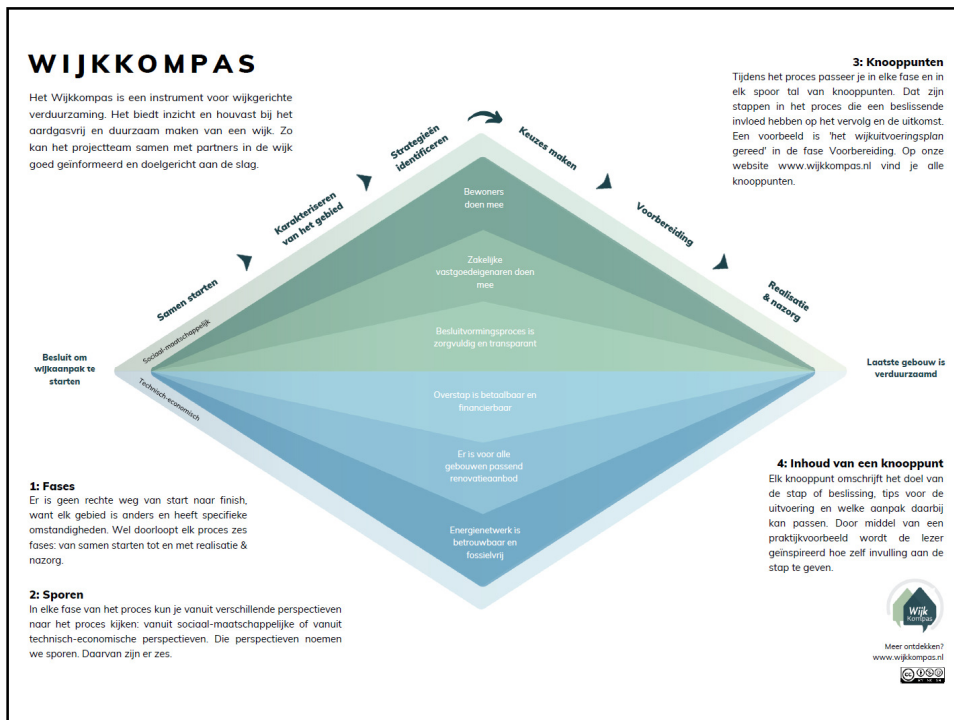 WIJKKOMPAS
Het Wijkkompas is een instrument voor wijkgerichte
verduurzaming. Het biedt inzicht en houvast bij het
aardgasvrij en duurzaam maken van een wijk. Zo
kan het projectteam samen met partners in de wijk
goed geïnformeerd en doelgericht aan de slag.
3: Knooppunten
Tijdens het proces passeer je in elke fase en in
elk spoor tal van knooppunten. Dat zijn
stappen in het proces die een beslissende
invloed hebben op het vervolg en de uitkomst.
Een voorbeeld is 'het wijkuitvoeringsplan
gereed' in de fase Voorbereiding. Op onze
website www.wijkkompas.nl vind je alle
knooppunten.
Samen starten
Karakteriseren
van het gebied
Strategieën
identificeren
Keuzes maken
Voorbereiding
Realisatie
& nazorg
Bewoners
doen mee
Zakelijke
vastgoedeigenaren doen
mee
Besluitvormingsproces is
zorgvuldig en transparant
Sociaal-maatschappelijk
Besluit om
wijkaanpak te
starten
Laatste gebouw is
verduurzaamd
Technisch-economisch
Overstap is betaalbaar en
financierbaar
Er is voor alle
gebouwen passend
renovatieaanbod
Energienetwerk is
betrouwbaar en
fossielvrij
1: Fases
Er is geen rechte weg van start naar finish,
want elk gebied is anders en heeft specifieke
omstandigheden. Wel doorloopt elk proces zes
fases: van samen starten tot en met realisatie &
nazorg.
2: Sporen
In elke fase van het proces kun je vanuit verschillende perspectieven
naar het proces kijken: vanuit sociaal-maatschappelijke of vanuit
technisch-economische perspectieven. Die perspectieven noemen
we sporen. Daarvan zijn er zes.
4: Inhoud van een knooppunt
Elk knooppunt omschrijft het doel van
de stap of beslissing, tips voor de
uitvoering en welke aanpak daarbij
kan passen. Door middel van een
praktijkvoorbeeld wordt de lezer
geïnspireerd hoe zelf invulling aan de
stap te geven.
Wijk
Kompas
Meer ontdekken?
www.wijkkompas.nl